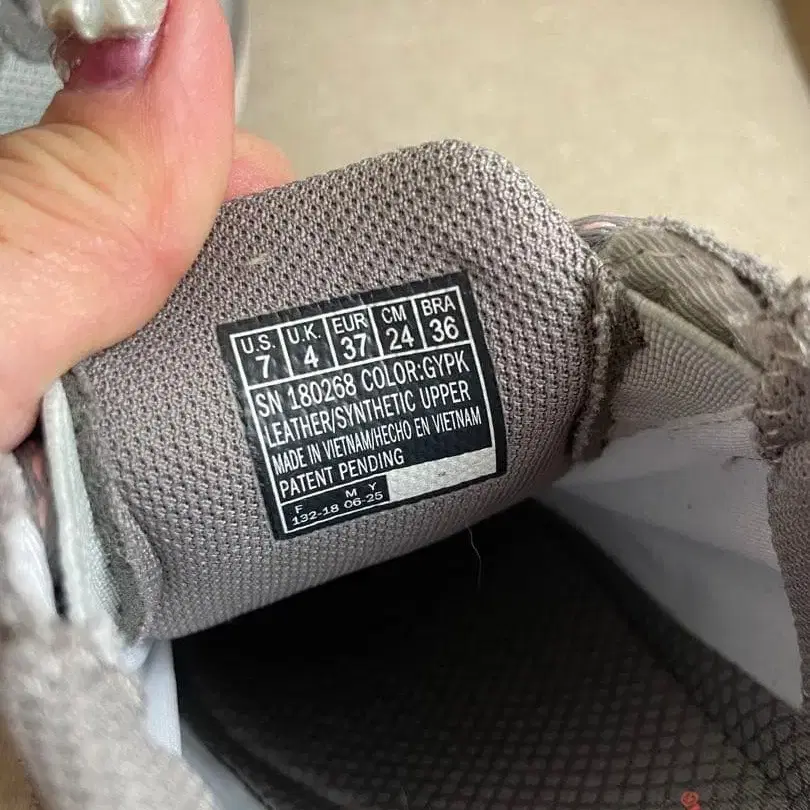 U.S. U.K. EUR CM BRA
7 4 37 24 36
SN 180268 COLOR:GYPK
LEATHER/SYNTHETIC UPPER
MADE IN VIETNAM/HECHO EN VIETNAM
PATENT PENDING
F M Y
132-18 06-25